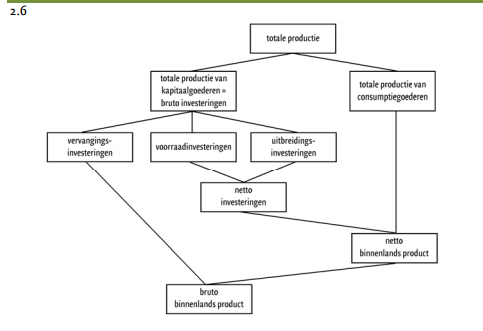 2.6
totale productie
totale productie van
kapitaalgoederen =
bruto investeringen
totale productie van
consumptiegoederen
vervangings-
investeringen
voorraadinvesteringen
uitbreidings-
investeringen
netto
investeringen
netto
binnenlands product
bruto
binnenlands product